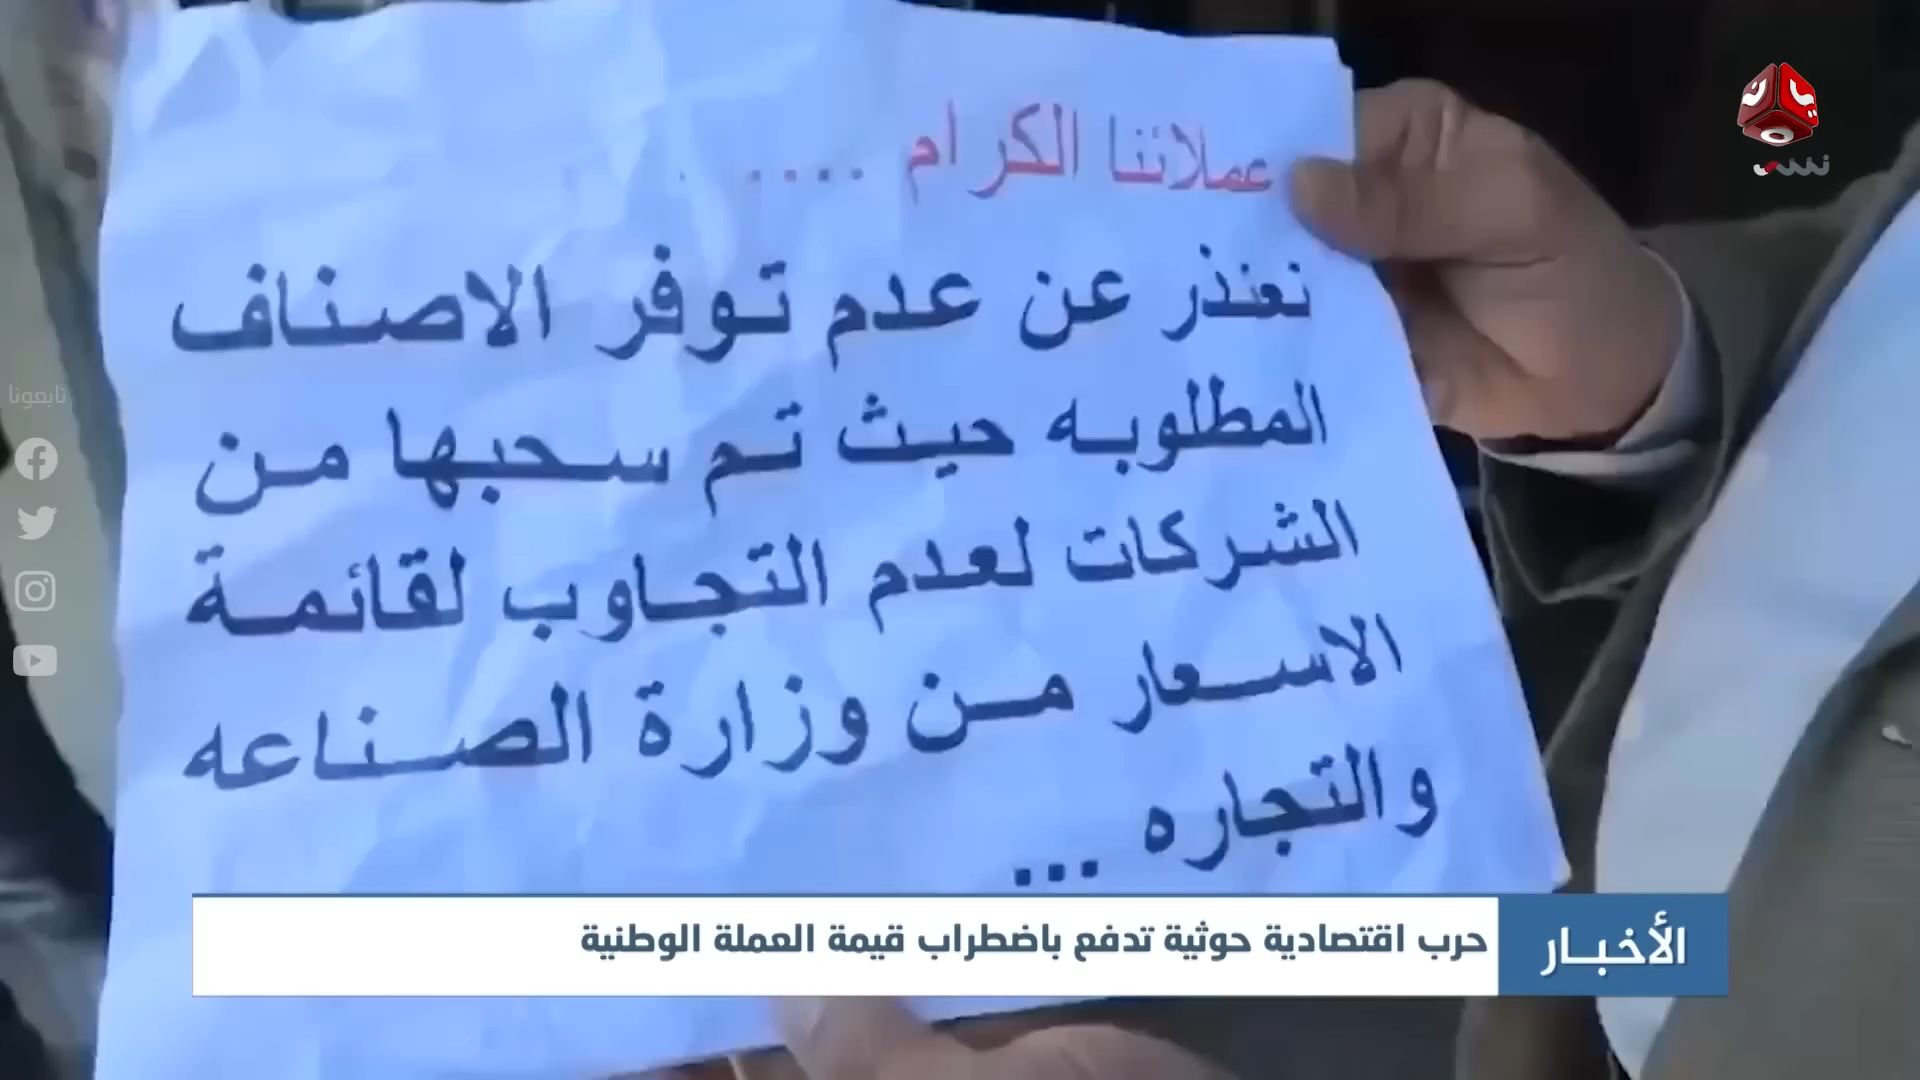 عملائنا الكرام .... .
نعتذر عن عدم توفر الاصناف
المطلوبه حيث تم سحبها من
الشركات لعدم التجاوب لقائمة
الاسعار من وزارة الصناعه
والتجاره ...
حرب اقتصادية حوثية تدفع باضطراب قيمة العملة الوطنية
الأخبار
تابعونا
يمن